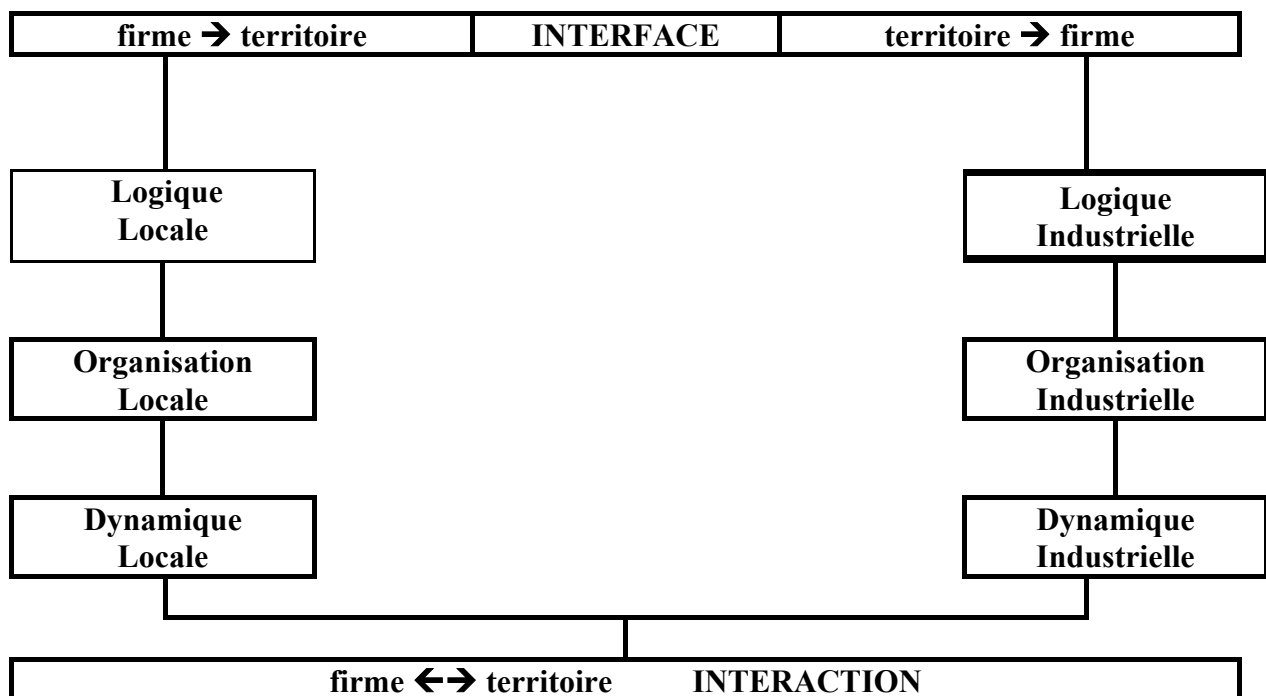 firme ➔ territoire INTERFACE territoire ➔ firme
Logique
Locale
Logique
Industrielle
Organisation
Locale
Organisation
Industrielle
Dynamique
Locale
Dynamique
Industrielle
firme ←→ territoire INTERACTION